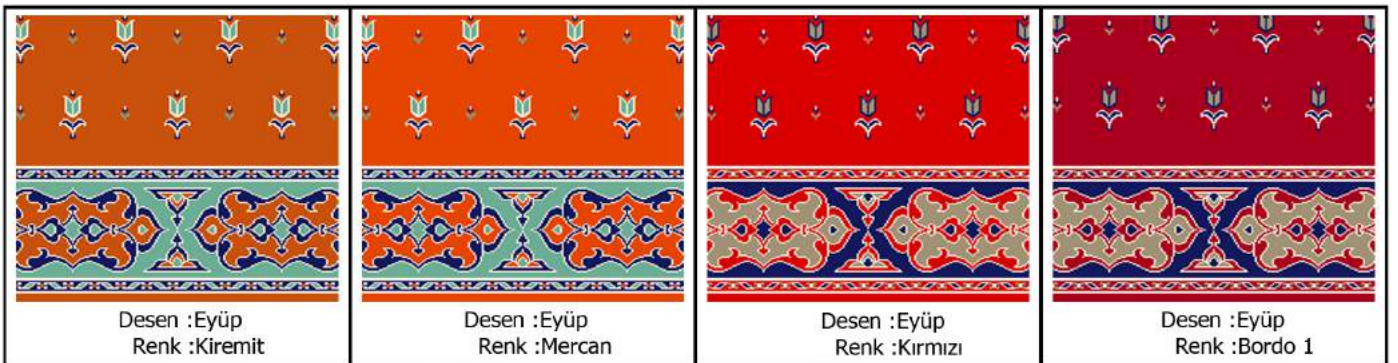 Desen :Eyüp
Renk :Kiremit
Desen :Eyüp
Renk :Mercan
Desen :Eyüp
Renk :Kırmızı
Desen :Eyüp
Renk :Bordo 1